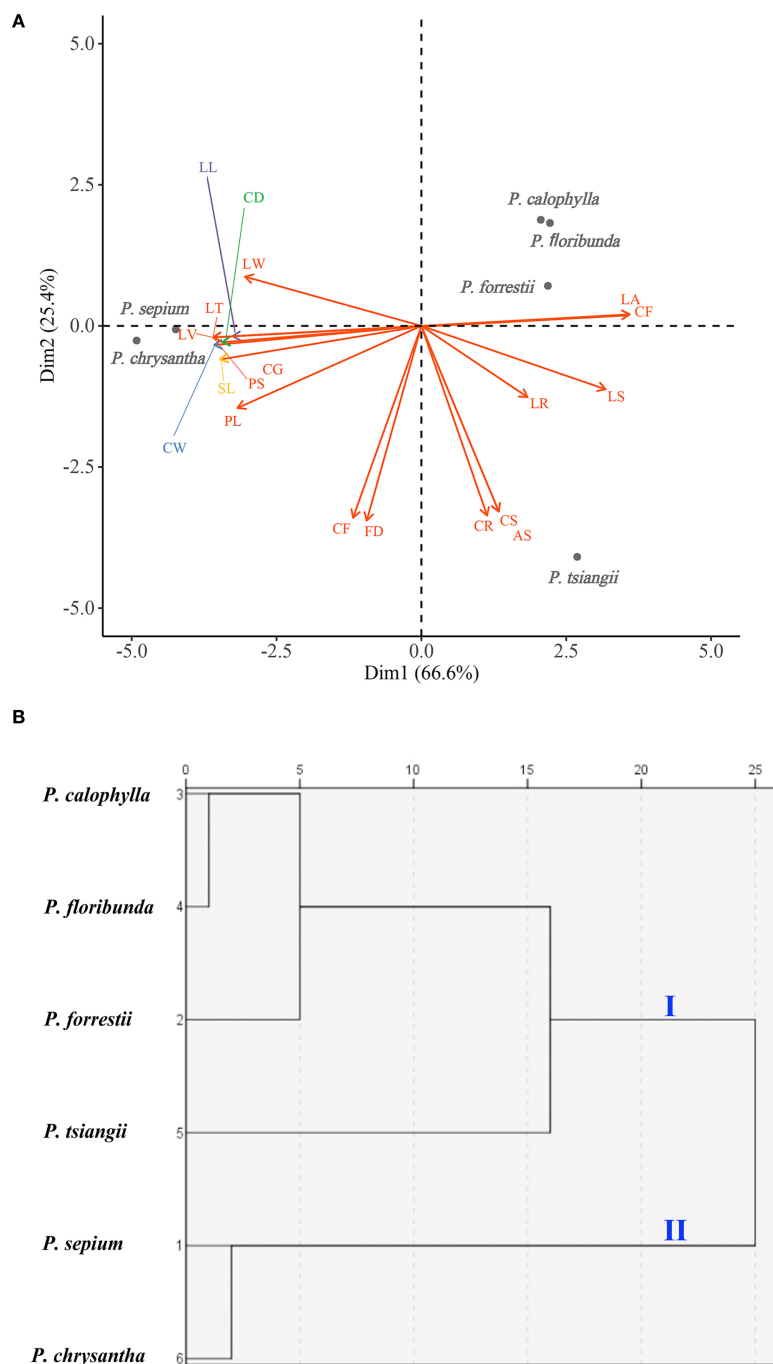 A
5.0
2.5
0.0
-2.5
-5.0
Dim2 (25.4%)
LL
CD
LW
P. calophylla
P. floribunda
P. forrestii
LA
CF
P. sepium
LT
LV
P. chrysantha
CG
PS
SL
PL
CW
LR
LS
CF
FD
CR
CS
AS
P. tsiangii
-5.0
-2.5
0.0
2.5
5.0
Dim1 (66.6%)
B
0
5
10
15
20
25
P. calophylla
3
P. floribunda
4
P. forrestii
2
I
P. tsiangii
5
P. sepium
1
II
P. chrysantha
6